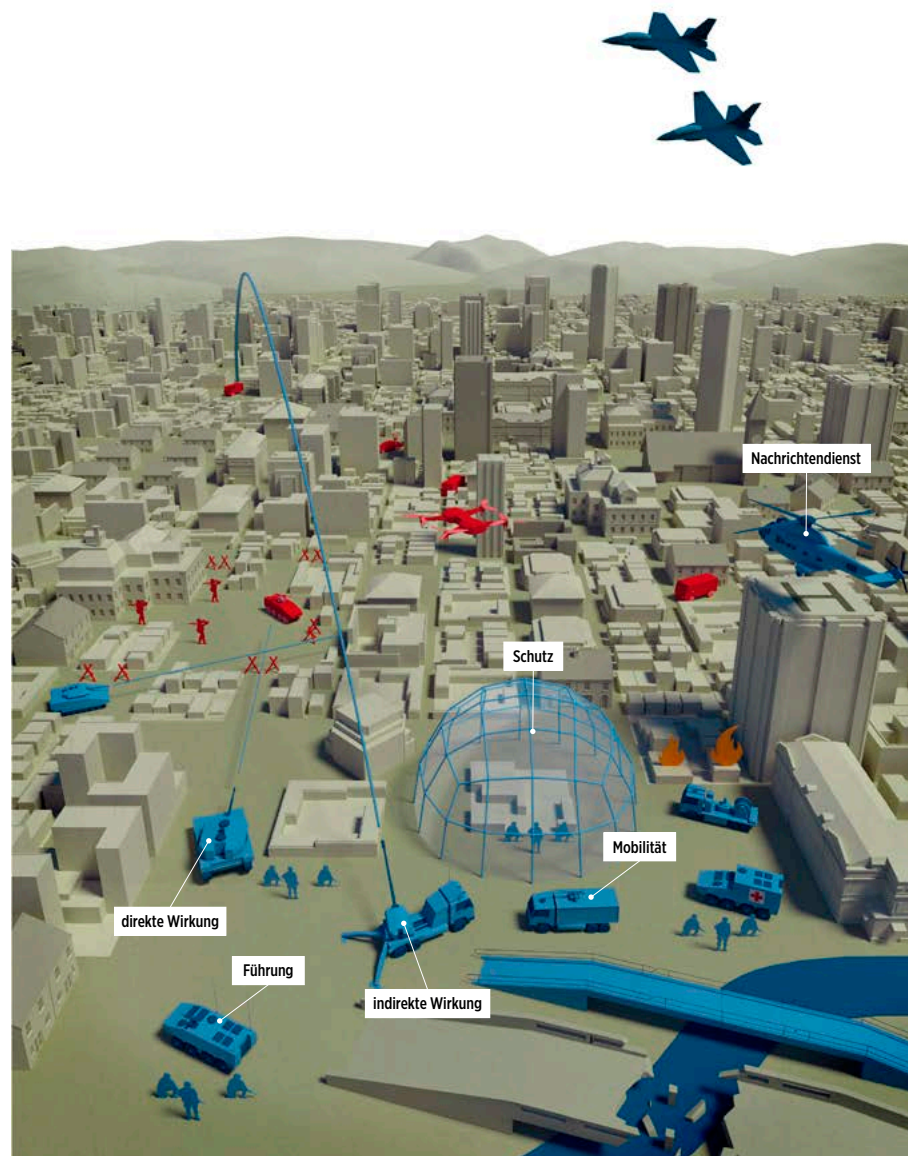 Nachrichtendienst
Schutz
Mobilität
direkte Wirkung
Führung
indirekte Wirkung